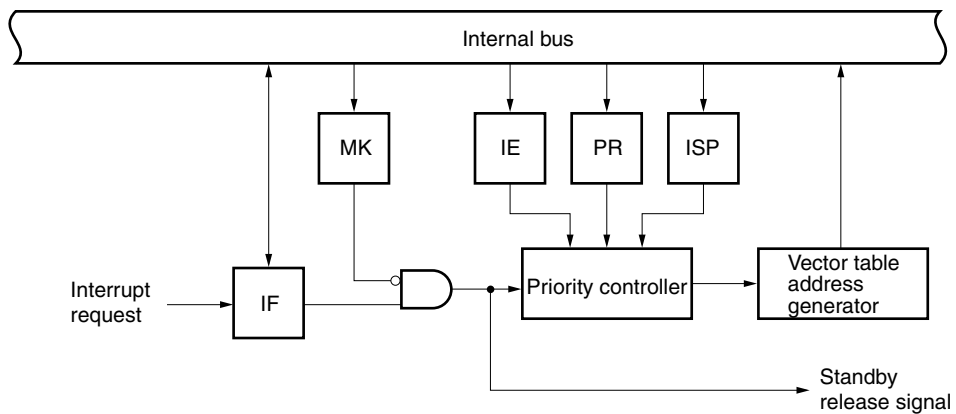 Internal bus
MK
IE
PR
ISP
Interrupt
request
IF
Priority controller
Vector table
address
generator
Standby
release signal